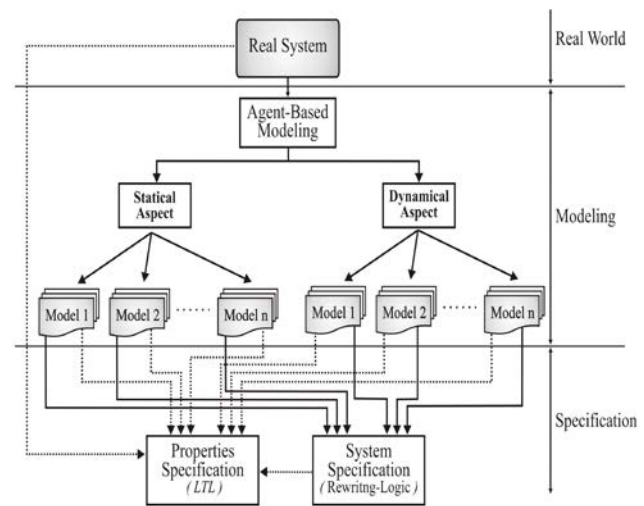 Real System
Real World
Agent-Based
Modeling
Statical
Aspect
Dynamical
Aspect
Modeling
Model 1
Model 2
......
Model n
Model 1
Model 2
......
Model n
Properties
Specification
(LTL)
System
Specification
(Rewritng-Logic)
Specification